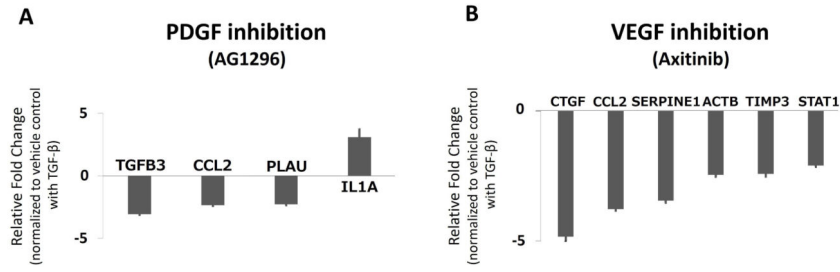 A
PDGF inhibition
(AG1296)
Relative Fold Change
(normalized to vehicle control
with TGF-β)
5
0
-5
TGFB3 CCL2 PLAU
IL1A
B
VEGF inhibition
(Axitinib)
Relative Fold Change
(normalized to vehicle control
with TGF-β)
CTGF CCL2 SERPINE1 ACTB TIMP3 STAT1
0
-5